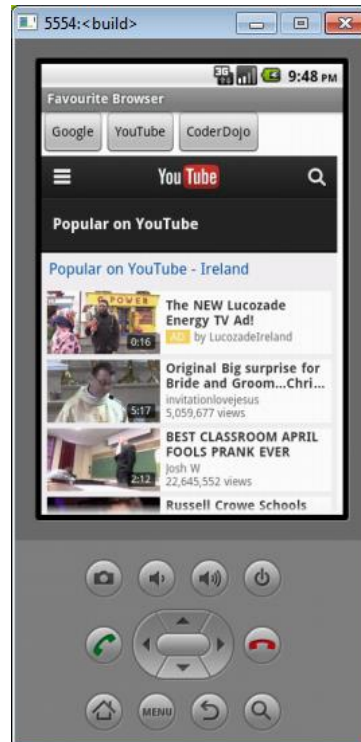 5554:<build>
3G 9:48 PM
Favourite Browser
Google YouTube CoderDojo
YouTube
Popular on YouTube
Popular on YouTube - Ireland
G POWER
The NEW Lucozade
Energy TV Ad!
0:16 AD by LucozadeIreland
Original Big surprise for
Bride and Groom...Chri...
invitationlovejesus
5:17 5,059,677 views
BEST CLASSROOM APRIL
FOOLS PRANK EVER
Josh W
2:12 22,645,552 views
Russell Crowe Schools
MENU